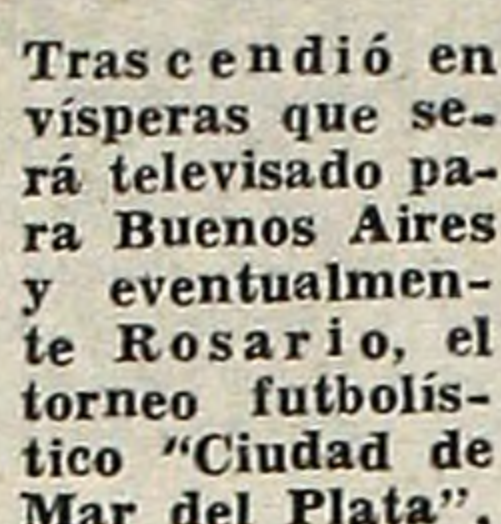 Trascendió en
vísperas que se-
rá televisado pa-
ra Buenos Aires
y eventualmen-
te Rosario, el
torneo futbolís-
tico "Ciudad de
Mar del Plata".